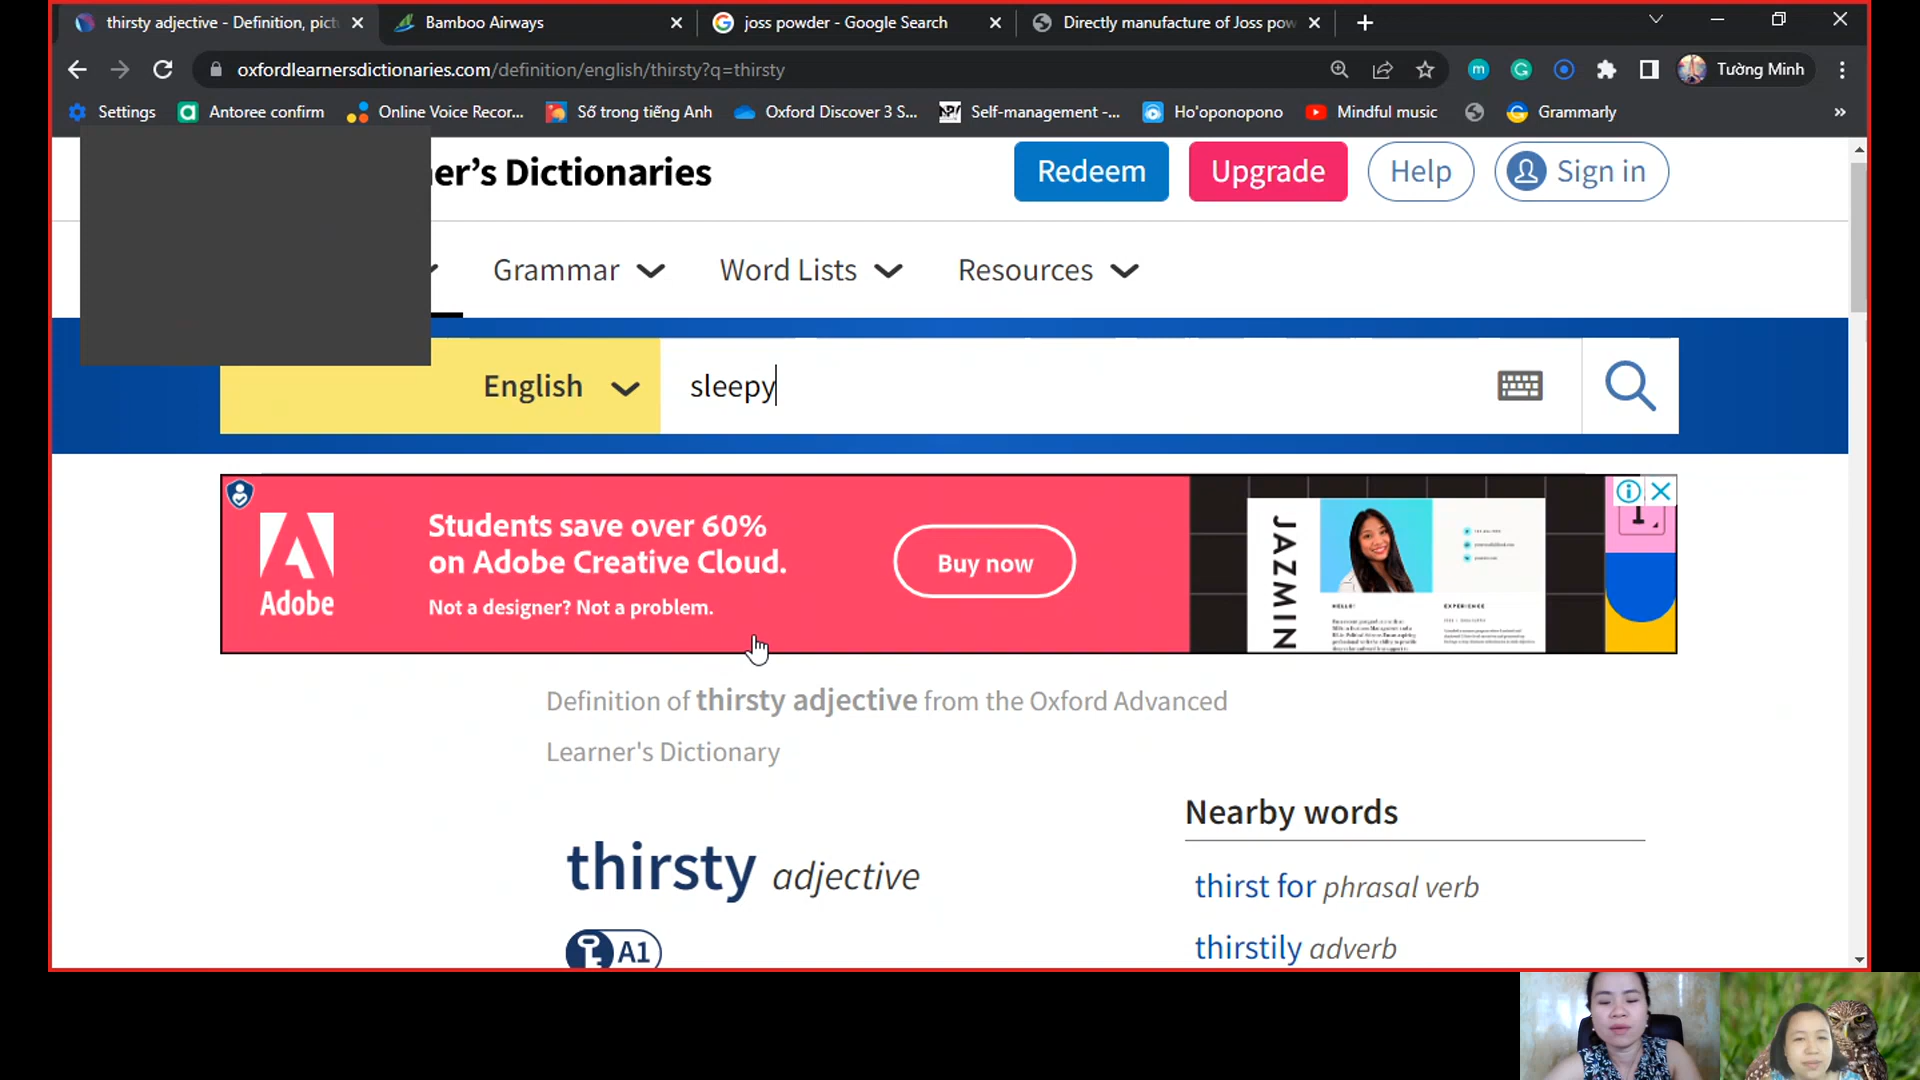 thirsty adjective - Definition, pict
Bamboo Airways
joss powder - Google Search
Directly manufacture of Joss pow
oxfordlearnersdictionaries.com/definition/english/thirsty?q=thirsty
Tường Minh
Settings
Antoree confirm
Online Voice Recor...
Số trong tiếng Anh
Oxford Discover 3 S...
Self-management -...
Ho'oponopono
Mindful music
Grammarly
er's Dictionaries
Redeem
Upgrade
Help
Sign in
Grammar
Word Lists
Resources
English
sleepy
Students save over 60%
on Adobe Creative Cloud.
Not a designer? Not a problem.
Adobe
Buy now
JAZMIN
HELLO!
EXPERIENCE
Definition of thirsty adjective from the Oxford Advanced
Learner's Dictionary
thirsty adjective
A1
Nearby words
thirst for phrasal verb
thirstily adverb